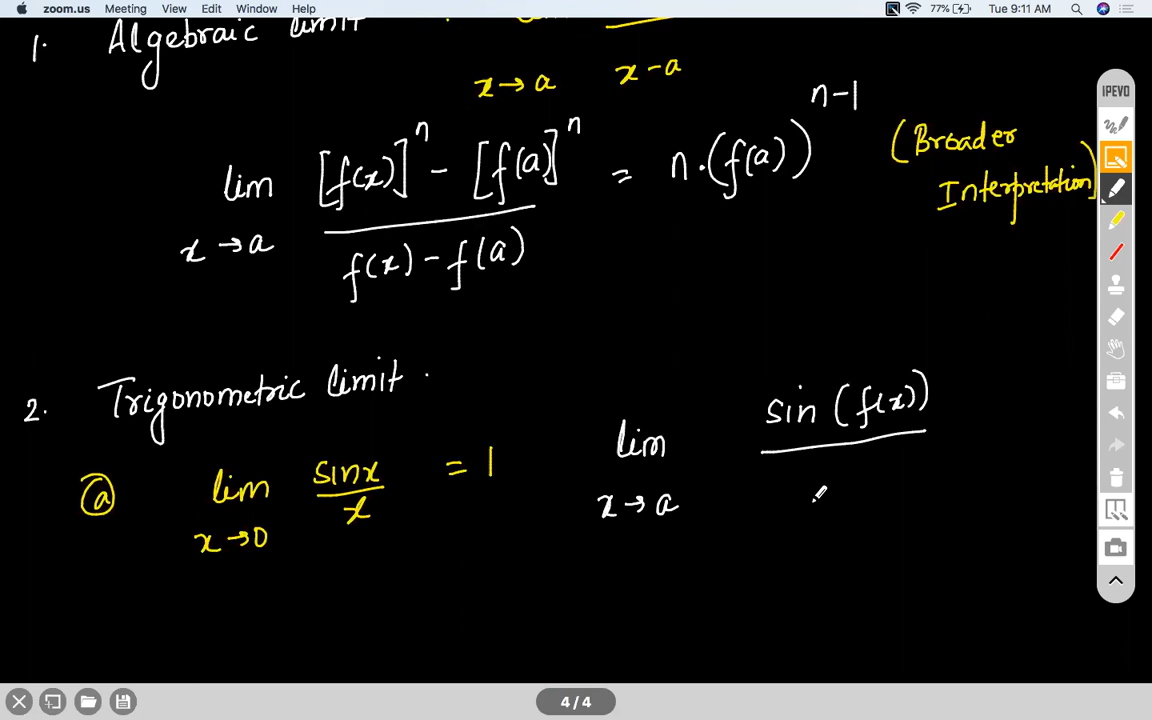 zoom.us Meeting View Edit Window Help 77% Tue 9:11 AM
1. Algebraic limit
x→a x-a
lim [f(x)]^n - [f(a)]^n = n·(f(a))^(n-1) (Broader
x→a f(x) - f(a) Interpretation)
2. Trigonometric limit.
(a) lim sinx/x = 1 lim sin (f(x))
x→0 x→a
IPEVO
4/4